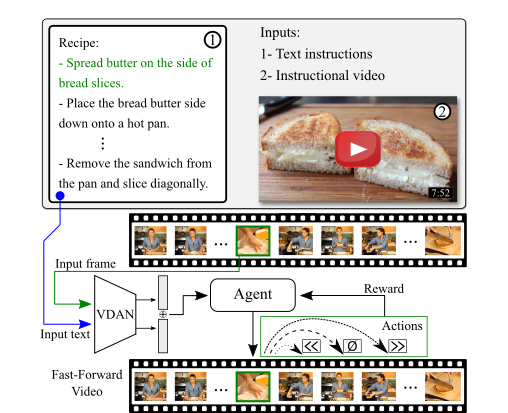 Recipe:
1
- Spread butter on the side of
bread slices.
- Place the bread butter side
down onto a hot pan.
⋮
- Remove the sandwich from
the pan and slice diagonally.
Inputs:
1- Text instructions
2- Instructional video
2
7:52
...
...
Input frame
VDAN
Input text
⊕
Agent
Reward
Actions
<<
Ø
>>
Fast-Forward
Video
...
...